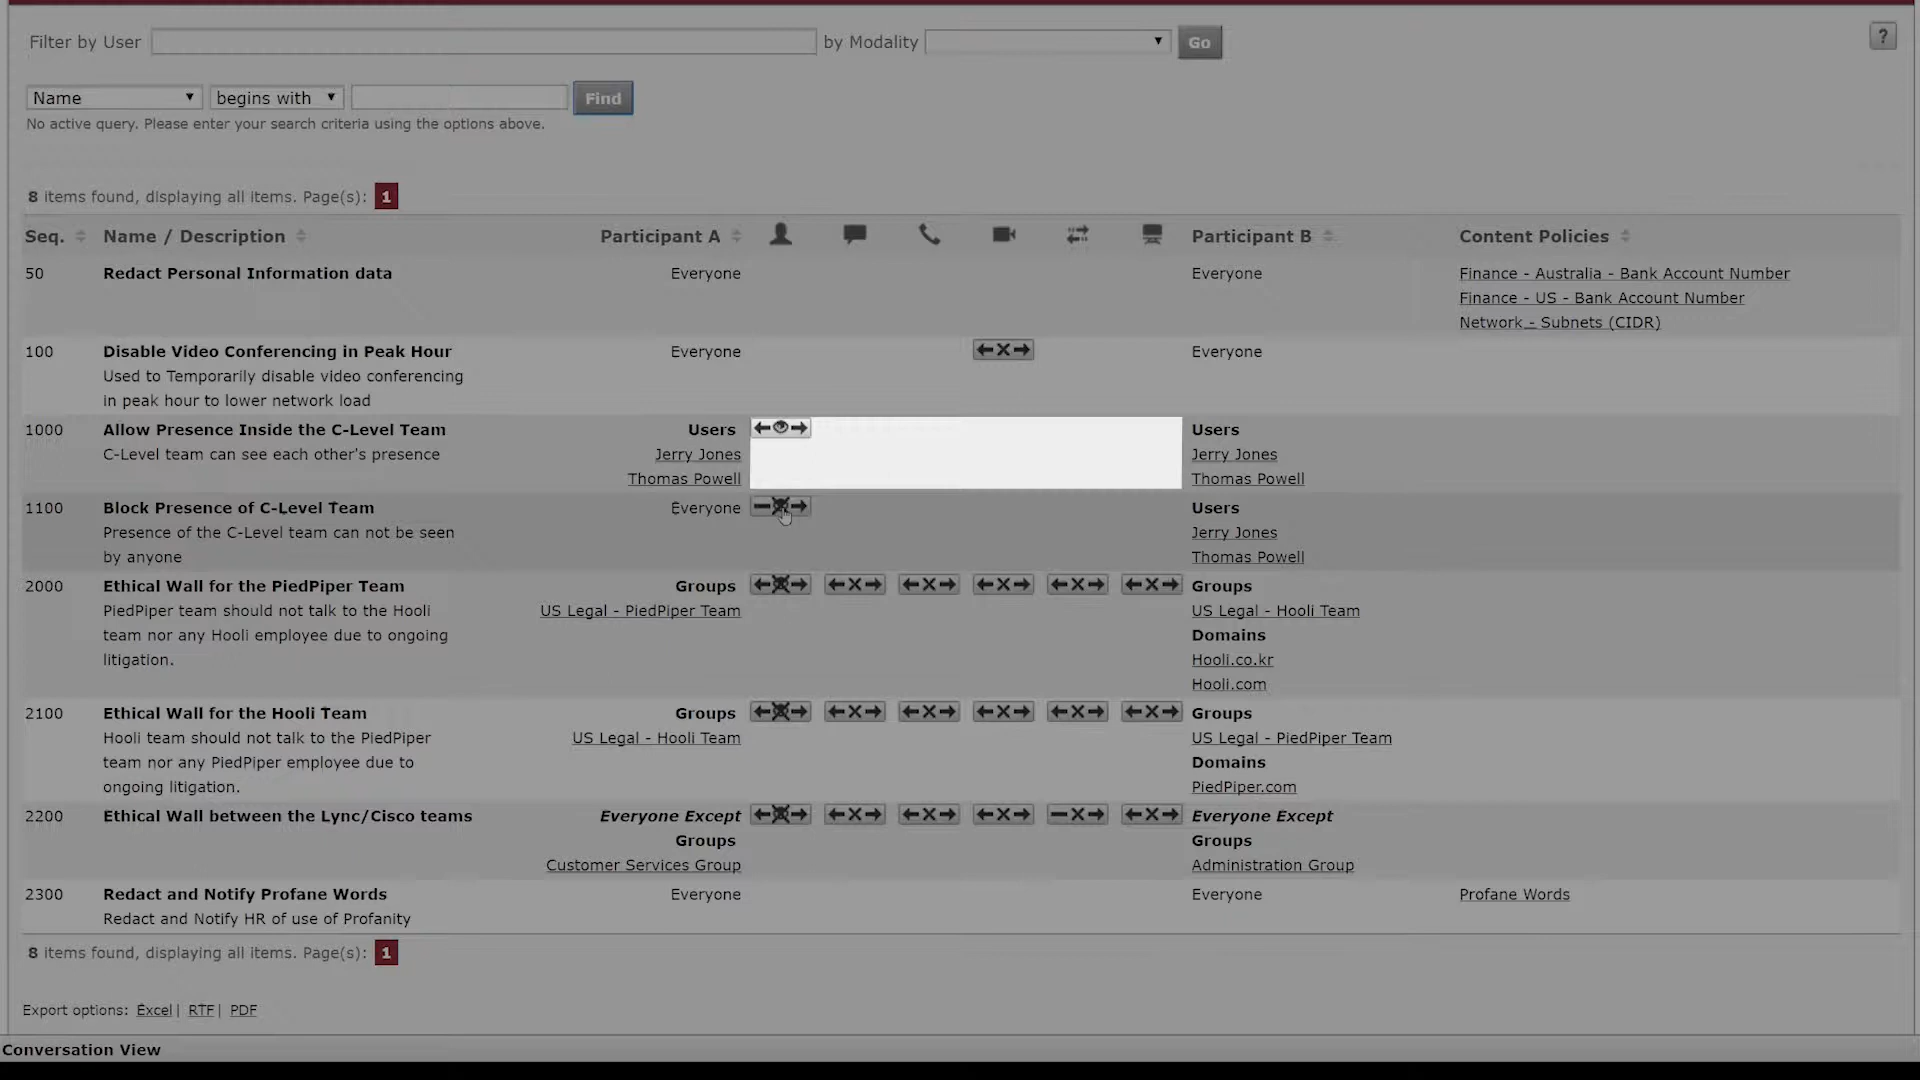 Filter by User by Modality Go ?
Name begins with Find
No active query. Please enter your search criteria using the options above.
8 items found, displaying all items. Page(s): 1
Seq. Name / Description Participant A Participant B Content Policies
50 Redact Personal Information data Everyone Everyone Finance - Australia - Bank Account Number
Finance - US - Bank Account Number
Network - Subnets (CIDR)
100 Disable Video Conferencing in Peak Hour Everyone Everyone
Used to Temporarily disable video conferencing
in peak hour to lower network load
1000 Allow Presence Inside the C-Level Team Users Users
C-Level team can see each other's presence Jerry Jones Jerry Jones
Thomas Powell Thomas Powell
1100 Block Presence of C-Level Team Everyone Users
Presence of the C-Level team can not be seen Jerry Jones
by anyone Thomas Powell
2000 Ethical Wall for the PiedPiper Team Groups Groups
PiedPiper team should not talk to the Hooli US Legal - PiedPiper Team US Legal - Hooli Team
team nor any Hooli employee due to ongoing Domains
litigation. Hooli.co.kr
Hooli.com
2100 Ethical Wall for the Hooli Team Groups Groups
Hooli team should not talk to the PiedPiper US Legal - Hooli Team US Legal - PiedPiper Team
team nor any PiedPiper employee due to Domains
ongoing litigation. PiedPiper.com
2200 Ethical Wall between the Lync/Cisco teams Everyone Except Everyone Except
Groups Groups
Customer Services Group Administration Group
2300 Redact and Notify Profane Words Everyone Everyone Profane Words
Redact and Notify HR of use of Profanity
8 items found, displaying all items. Page(s): 1
Export options: Excel | RTF | PDF
Conversation View